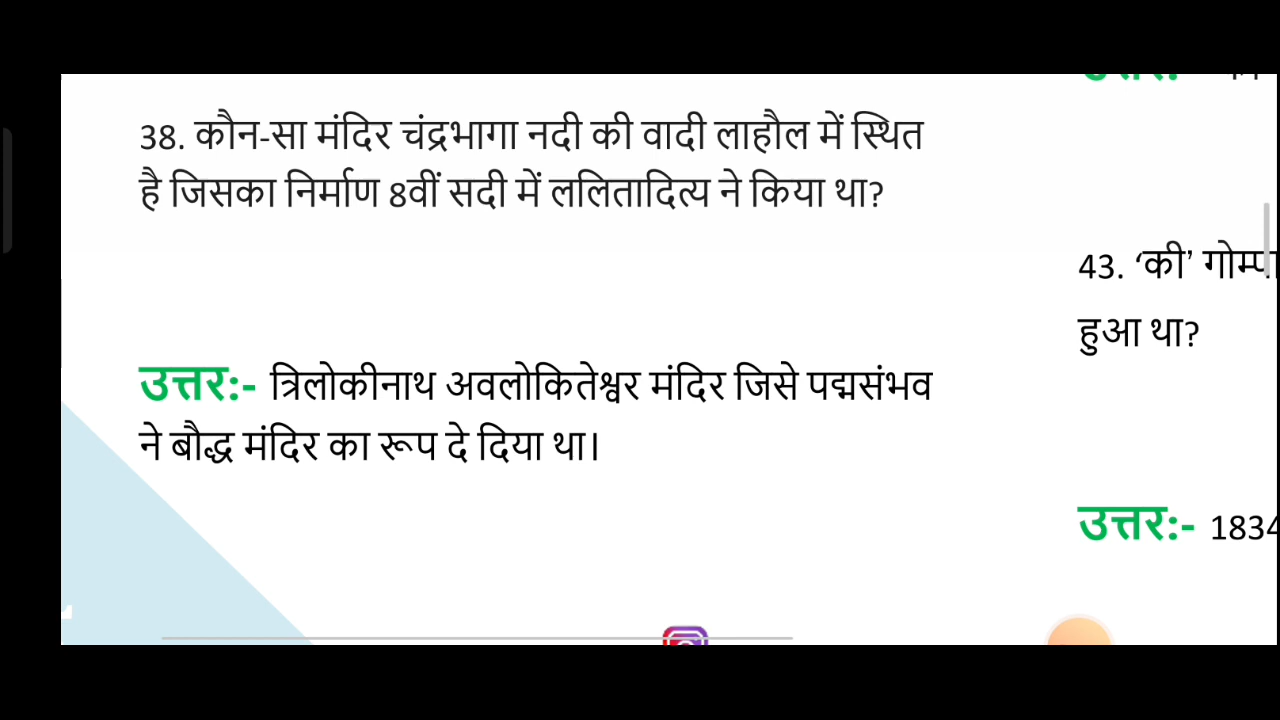 38. कौन-सा मंदिर चंद्रभागा नदी की वादी लाहौल में स्थित
है जिसका निर्माण 8वीं सदी में ललितादित्य ने किया था?
उत्तर:- त्रिलोकीनाथ अवलोकितेश्वर मंदिर जिसे पद्मसंभव
ने बौद्ध मंदिर का रूप दे दिया था।
43. ‘की’ गोम्पा
हुआ था?
उत्तर:- 1834